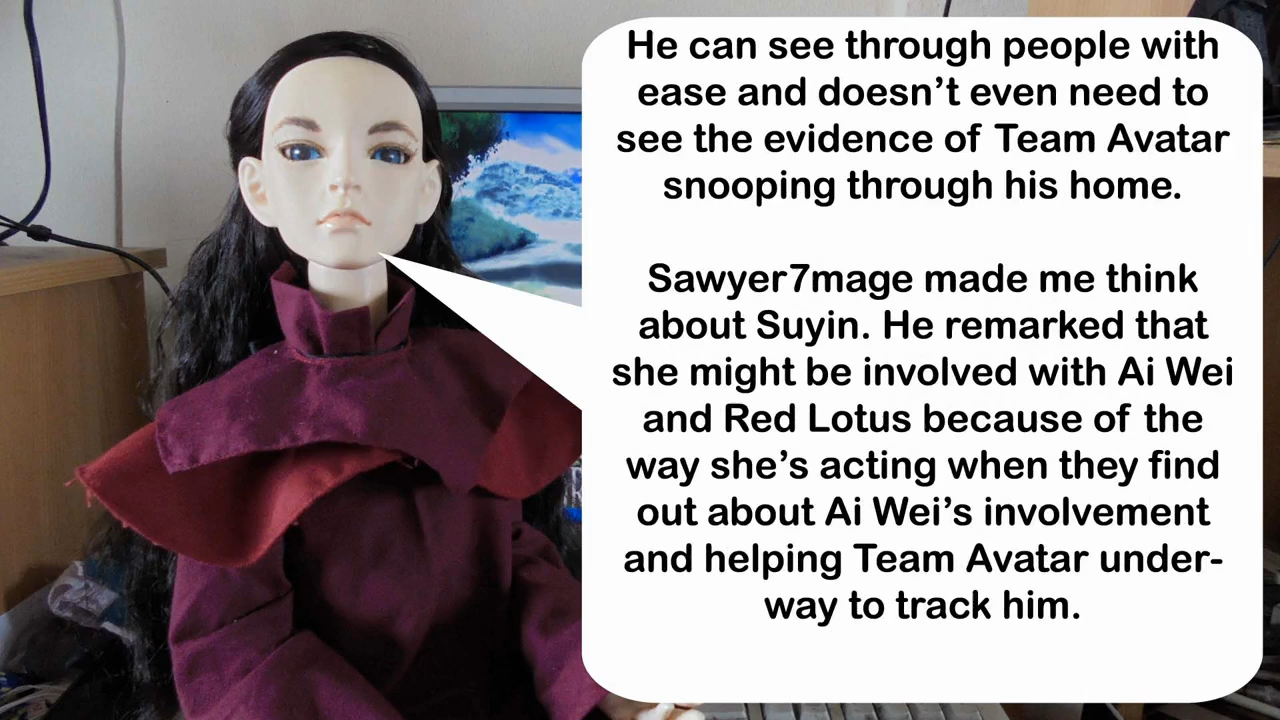 He can see through people with
ease and doesn’t even need to
see the evidence of Team Avatar
snooping through his home.
Sawyer7mage made me think
about Suyin. He remarked that
she might be involved with Ai Wei
and Red Lotus because of the
way she’s acting when they find
out about Ai Wei’s involvement
and helping Team Avatar under-
way to track him.